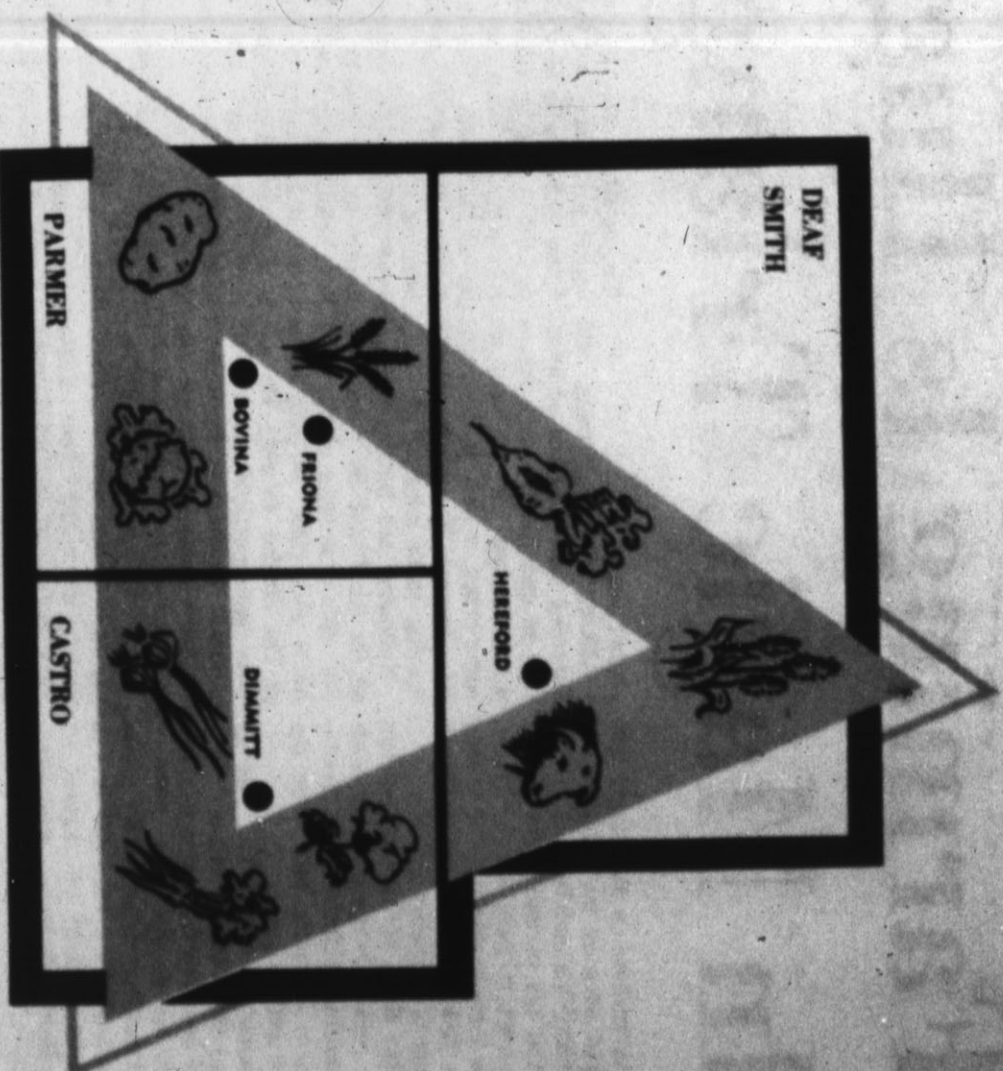 DEAF
SMITH
HEREFORD
FRIONA
BOVINA
DIMMITT
PARMER
CASTRO